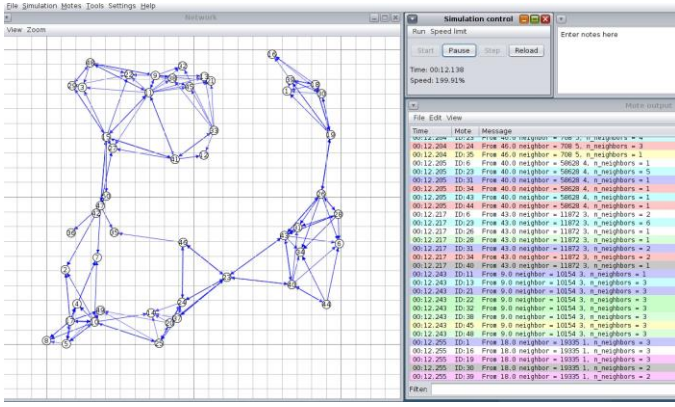 File Simulation Motes Tools Settings Help
Network
View Zoom
Simulation control
Run Speed limit
Start Pause Step Reload
Time: 00:12.138
Speed: 199.91%
Enter notes here
Mote output
File Edit View
Time Mote Message
00:12.204 ID:23 From 46.0 neighbor = 708 5, n_neighbors = 4
00:12.204 ID:24 From 46.0 neighbor = 708 5, n_neighbors = 3
00:12.204 ID:35 From 46.0 neighbor = 708 5, n_neighbors = 1
00:12.205 ID:6 From 40.0 neighbor = 58628 4, n_neighbors = 1
00:12.205 ID:23 From 40.0 neighbor = 58628 4, n_neighbors = 5
00:12.205 ID:31 From 40.0 neighbor = 58628 4, n_neighbors = 1
00:12.205 ID:34 From 40.0 neighbor = 58628 4, n_neighbors = 1
00:12.205 ID:43 From 40.0 neighbor = 58628 4, n_neighbors = 1
00:12.205 ID:44 From 40.0 neighbor = 58628 4, n_neighbors = 1
00:12.217 ID:6 From 43.0 neighbor = 11872 3, n_neighbors = 2
00:12.217 ID:23 From 43.0 neighbor = 11872 3, n_neighbors = 6
00:12.217 ID:26 From 43.0 neighbor = 11872 3, n_neighbors = 1
00:12.217 ID:28 From 43.0 neighbor = 11872 3, n_neighbors = 1
00:12.217 ID:31 From 43.0 neighbor = 11872 3, n_neighbors = 2
00:12.217 ID:34 From 43.0 neighbor = 11872 3, n_neighbors = 2
00:12.217 ID:40 From 43.0 neighbor = 11872 3, n_neighbors = 1
00:12.243 ID:11 From 9.0 neighbor = 10154 3, n_neighbors = 1
00:12.243 ID:13 From 9.0 neighbor = 10154 3, n_neighbors = 3
00:12.243 ID:21 From 9.0 neighbor = 10154 3, n_neighbors = 3
00:12.243 ID:22 From 9.0 neighbor = 10154 3, n_neighbors = 3
00:12.243 ID:32 From 9.0 neighbor = 10154 3, n_neighbors = 3
00:12.243 ID:38 From 9.0 neighbor = 10154 3, n_neighbors = 3
00:12.243 ID:45 From 9.0 neighbor = 10154 3, n_neighbors = 3
00:12.243 ID:48 From 9.0 neighbor = 10154 3, n_neighbors = 3
00:12.255 ID:1 From 18.0 neighbor = 19335 1, n_neighbors = 3
00:12.255 ID:16 From 18.0 neighbor = 19335 1, n_neighbors = 3
00:12.255 ID:19 From 18.0 neighbor = 19335 1, n_neighbors = 3
00:12.255 ID:30 From 18.0 neighbor = 19335 1, n_neighbors = 2
00:12.255 ID:39 From 18.0 neighbor = 19335 1, n_neighbors = 3
Filter: